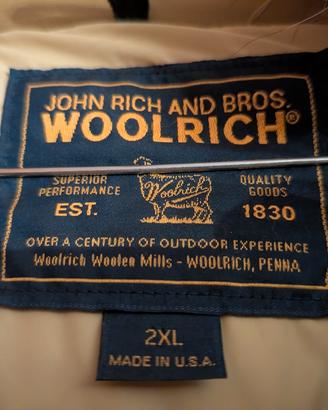 JOHN RICH AND BROS.
WOOLRICH®
SUPERIOR PERFORMANCE
Woolrich
QUALITY GOODS
EST.
1830
OVER A CENTURY OF OUTDOOR EXPERIENCE
Woolrich Woolen Mills - WOOLRICH, PENNA
2XL
MADE IN U.S.A.